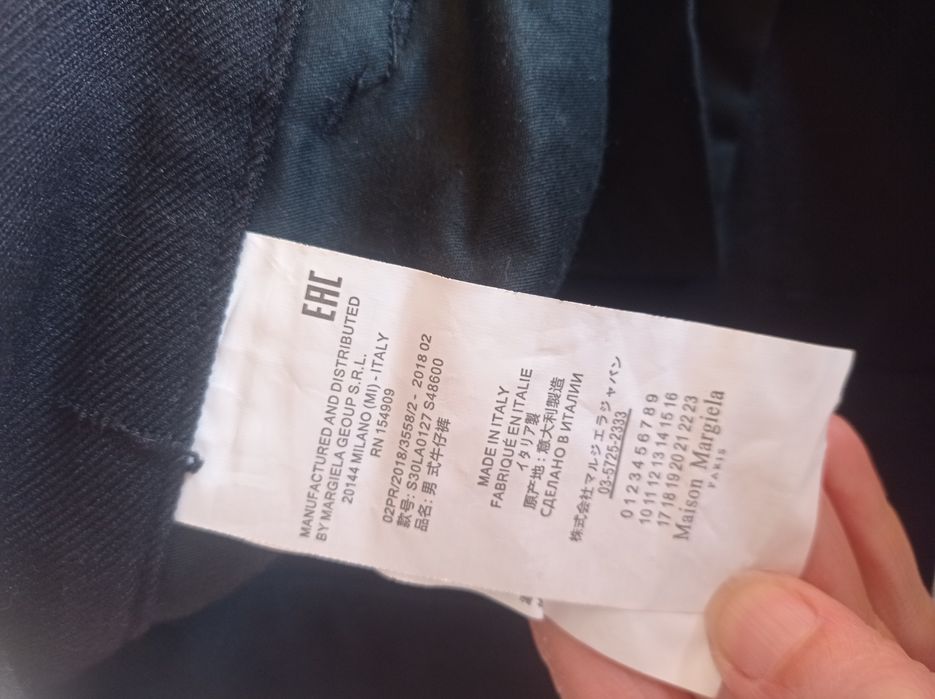 EAC
MANUFACTURED AND DISTRIBUTED
BY MARGIELA GEOUP S.R.L.
20144 MILANO (MI) - ITALY
RN 154909
02PR/2018/3558/2 - 2018 02
款号: S30LA0127 S48600
品名: 男 式牛仔裤
MADE IN ITALY
FABRIQUÉ EN ITALIE
イタリア製
原产地: 意大利製造
СДЕЛАНО В ИТАЛИИ
株式会社マルジエラジャパン
03-5725-2333
0 1 2 3 4 5 6 7 8 9
10 11 12 13 14 15 16
17 18 19 20 21 22 23
Maison Margiela
PARIS